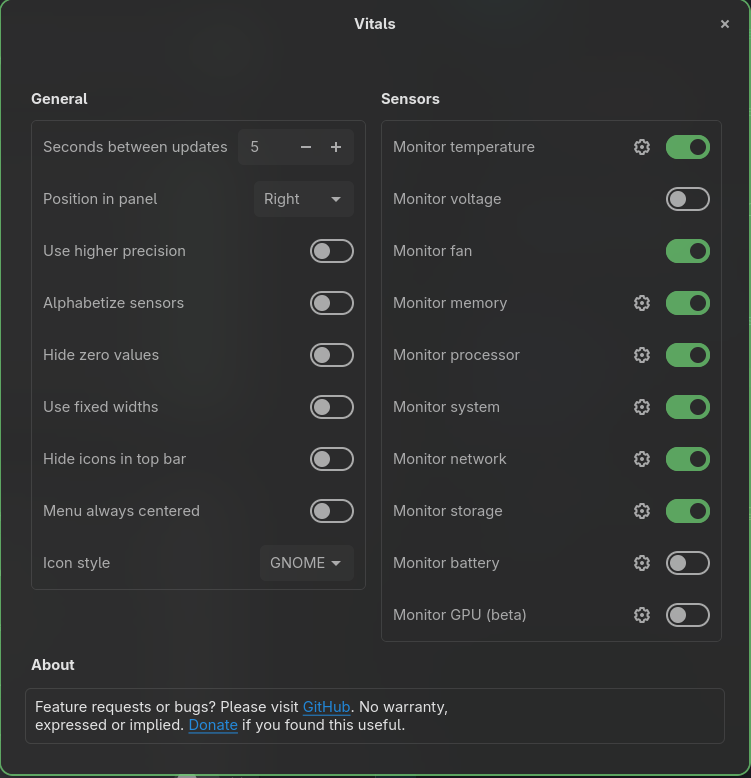 Vitals
×
General
Seconds between updates 5 − +
Position in panel Right
Use higher precision
Alphabetize sensors
Hide zero values
Use fixed widths
Hide icons in top bar
Menu always centered
Icon style GNOME
Sensors
Monitor temperature
Monitor voltage
Monitor fan
Monitor memory
Monitor processor
Monitor system
Monitor network
Monitor storage
Monitor battery
Monitor GPU (beta)
About
Feature requests or bugs? Please visit GitHub. No warranty,
expressed or implied. Donate if you found this useful.